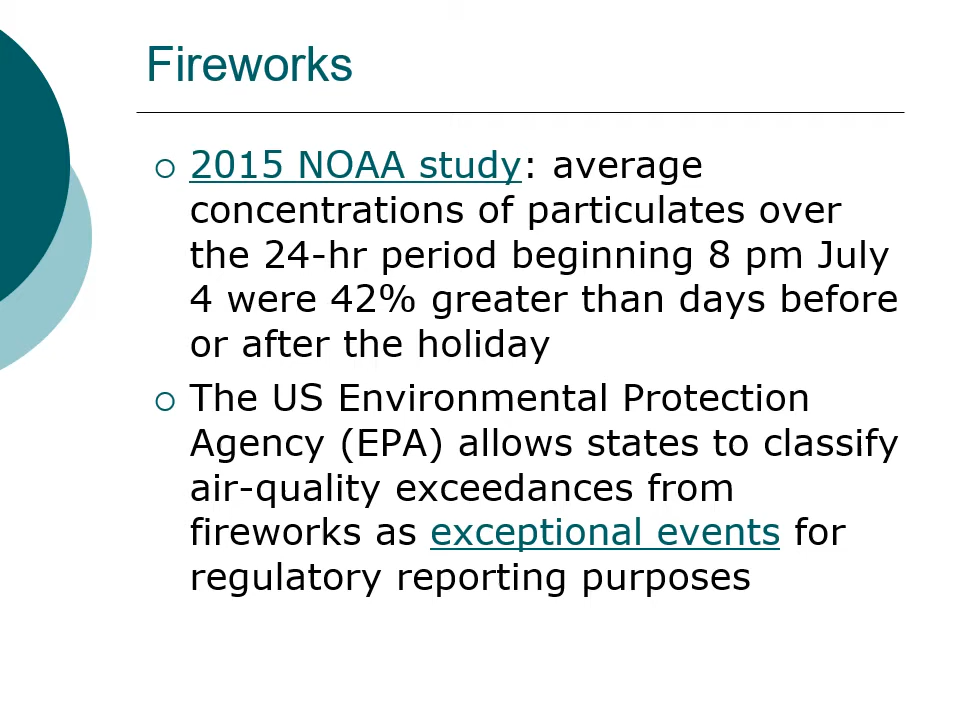 Fireworks
2015 NOAA study: average
concentrations of particulates over
the 24-hr period beginning 8 pm July
4 were 42% greater than days before
or after the holiday
The US Environmental Protection
Agency (EPA) allows states to classify
air-quality exceedances from
fireworks as exceptional events for
regulatory reporting purposes